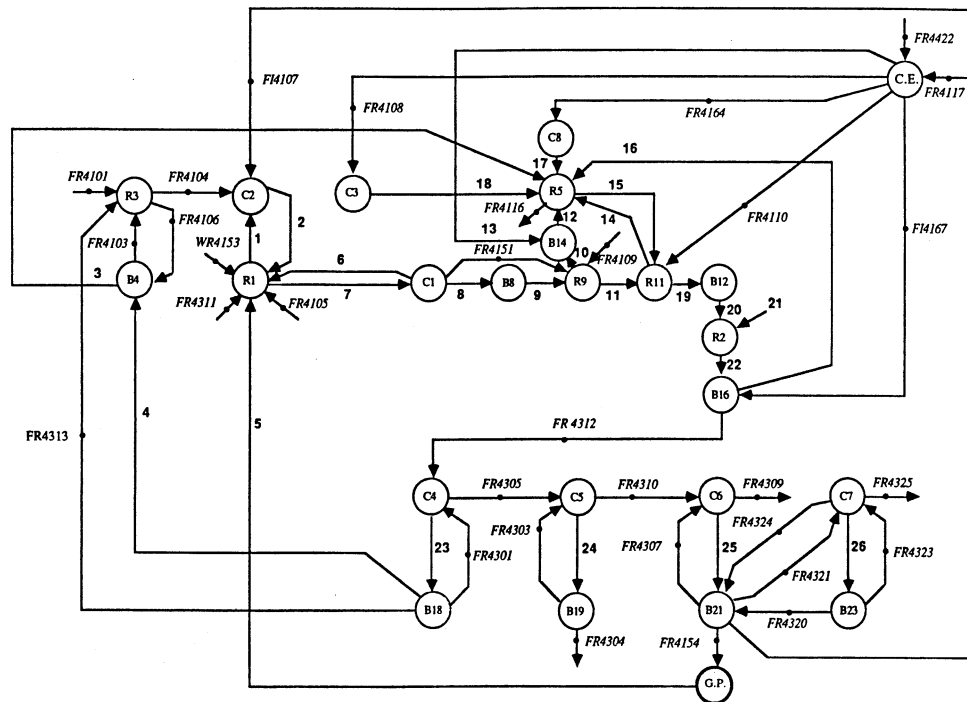 FR4422
C.E.
FR4117
FI4107
FR4108
FR4164
C8
16
FR4101
FR4104
17
R3
C2
C3
18
R5
15
FR4106
FR4116
FR4110
2
12
14
WR4153
13
FI4167
FR4103
1
FR4151
B14
10
FR4109
3
B4
R1
6
C1
B8
R9
R11
B12
7
8
9
11
19
FR4311
FR4105
20
21
R2
22
B16
4
5
FR4313
FR 4312
C4
FR4305
C5
FR4310
C6
FR4309
C7
FR4325
FR4303
FR4324
23
FR4301
24
FR4307
25
26
FR4323
FR4321
B18
B19
B21
FR4320
B23
FR4304
FR4154
G.P.